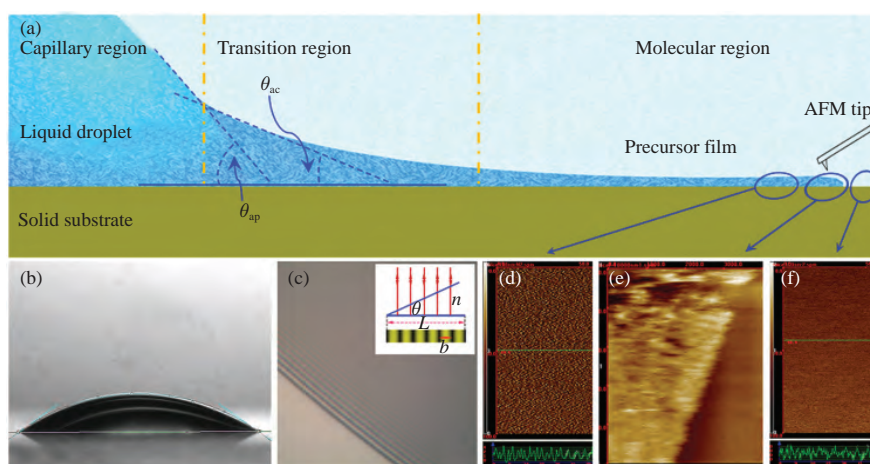 (a)
Capillary region
Transition region
Molecular region
θac
AFM tip
Liquid droplet
Precursor film
θap
Solid substrate
(b)
(c)
n
θ
L
b
(d)
(e)
(f)